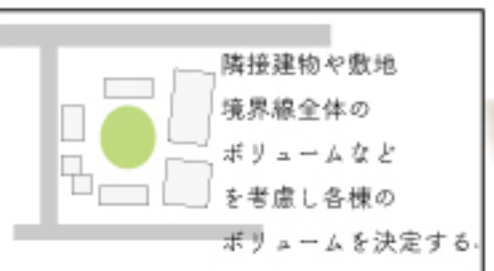 隣接建物や敷地
境界線全体の
ボリュームなど
を考慮し各棟の
ボリュームを決定する.